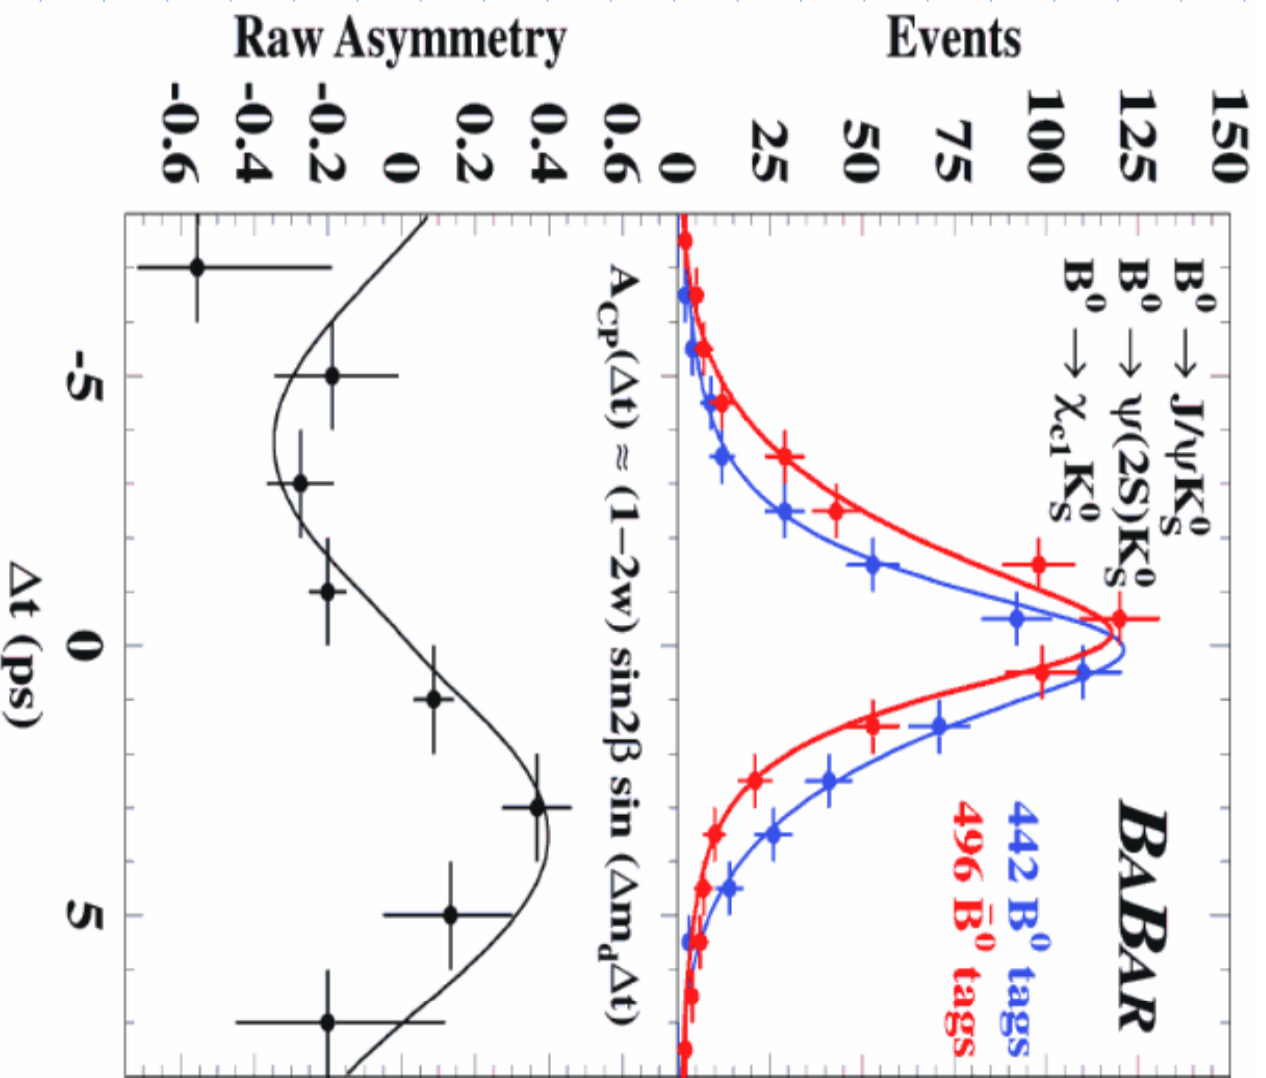 BABAR
B⁰ → J/ψK⁰S
B⁰ → ψ(2S)K⁰S
B⁰ → χc1K⁰S
442 B⁰ tags
496 B̄⁰ tags
Events
150
125
100
75
50
25
0
A_CP(Δt) ≈ (1−2w) sin2β sin (Δm_dΔt)
Raw Asymmetry
0.6
0.4
0.2
0
-0.2
-0.4
-0.6
-5
0
5
Δt (ps)